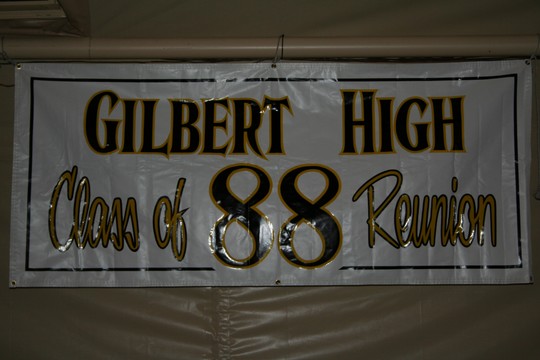 GILBERT HIGH
Class of 88 Reunion